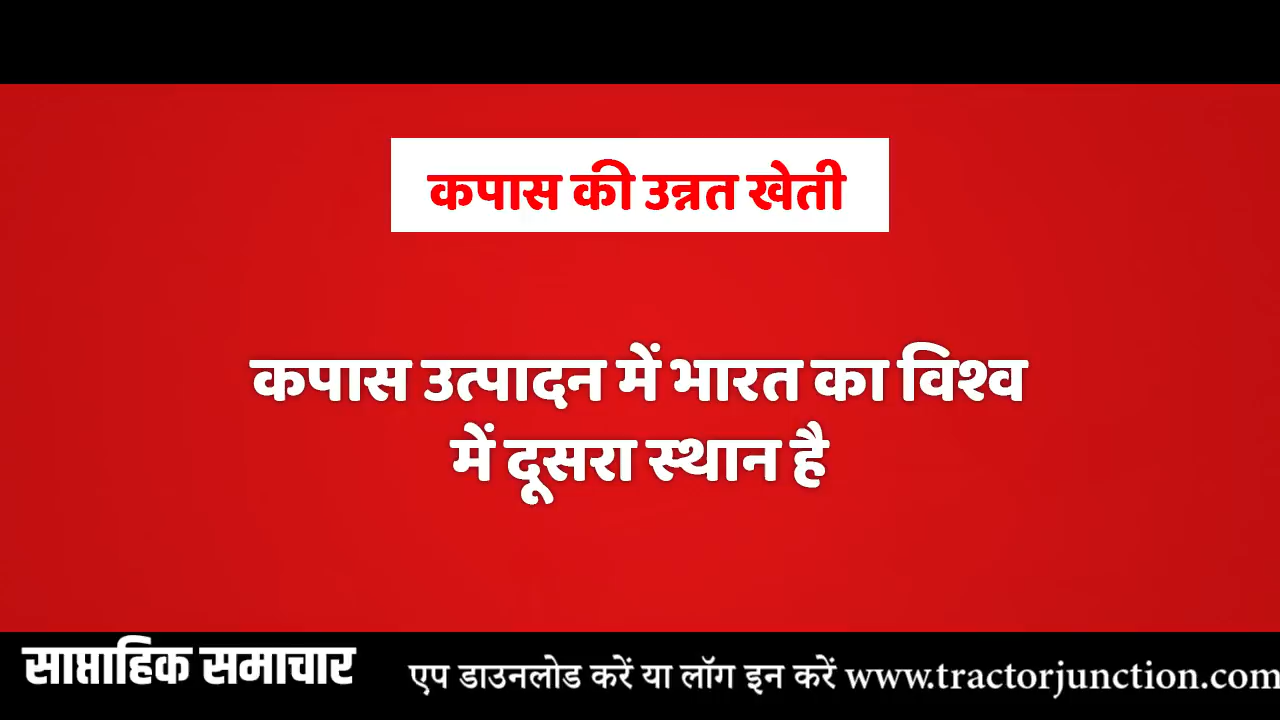 कपास की उन्नत खेती
कपास उत्पादन में भारत का विश्व
में दूसरा स्थान है
साप्ताहिक समाचार
एप डाउनलोड करें या लॉग इन करें www.tractorjunction.com